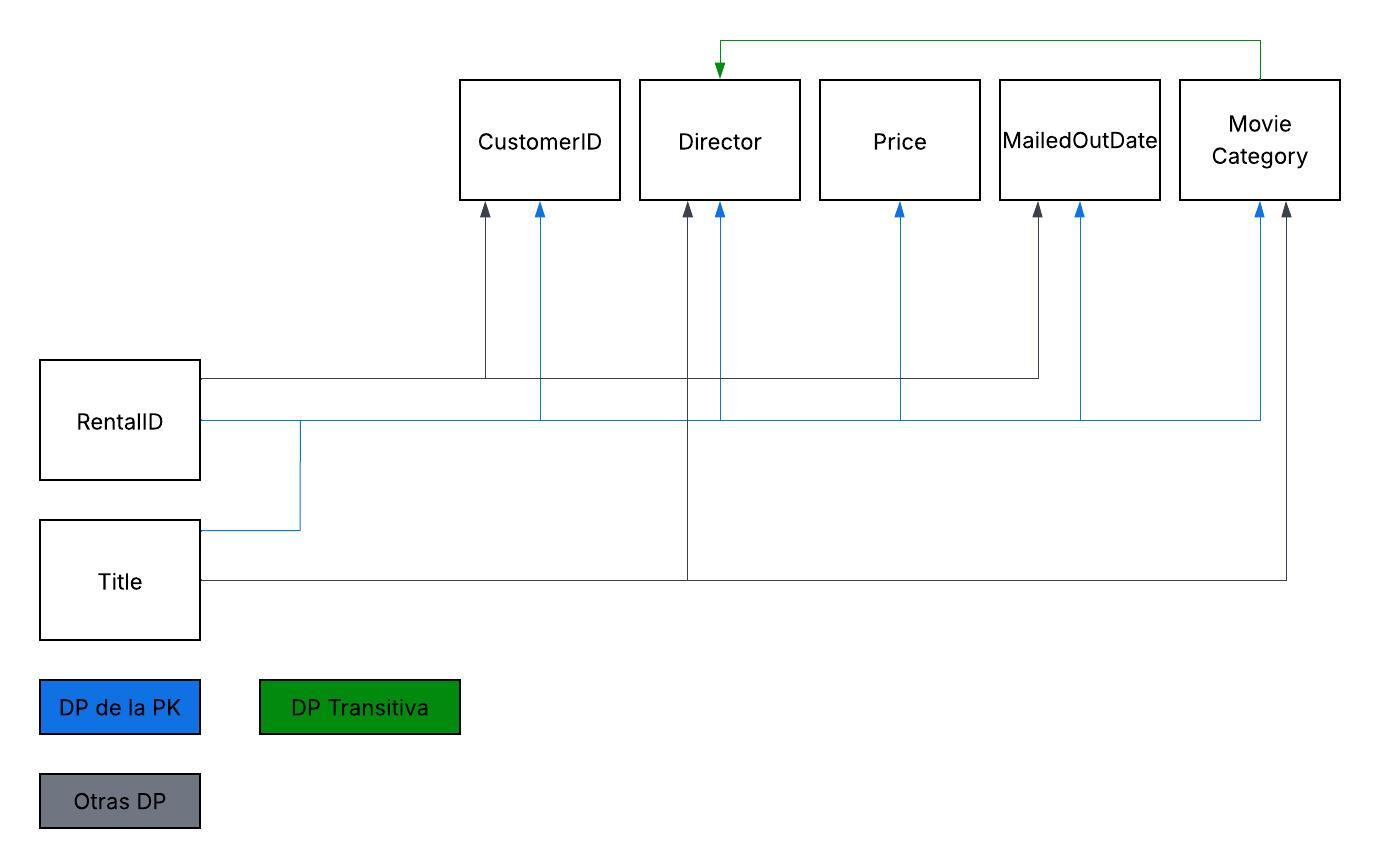 CustomerID
Director
Price
MailedOutDate
Movie
Category
RentalID
Title
DP de la PK
DP Transitiva
Otras DP